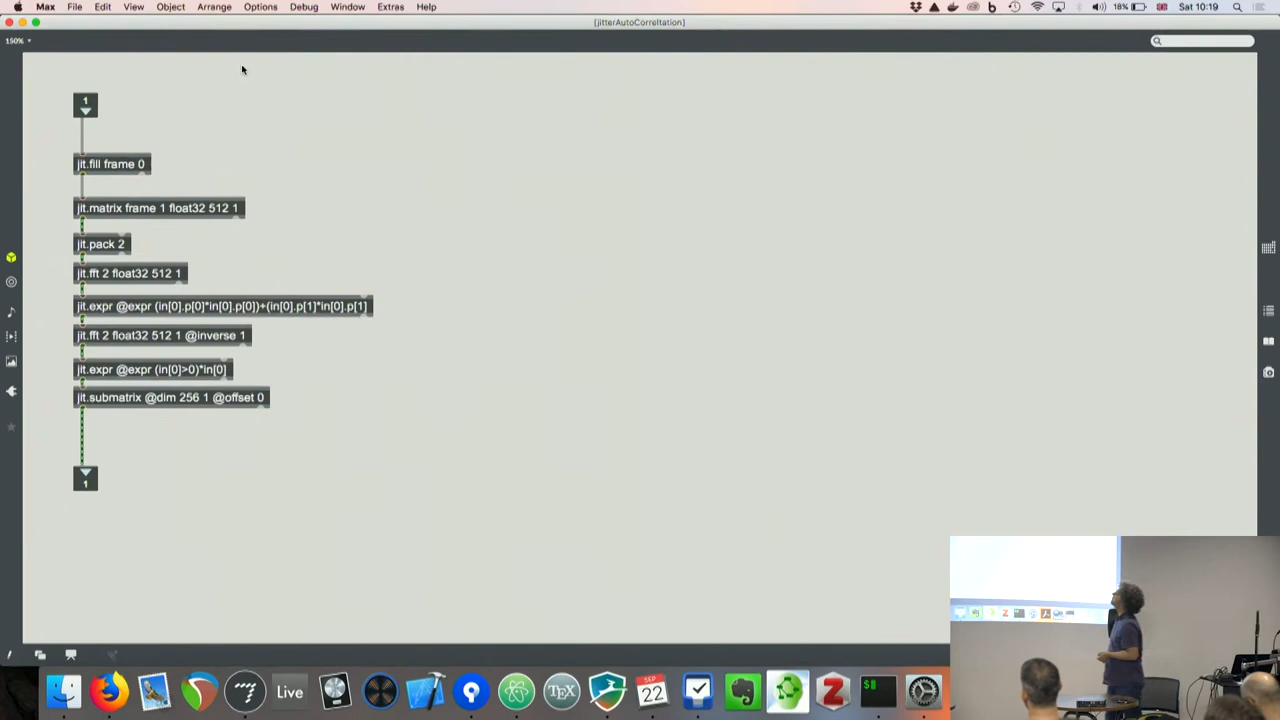 Max File Edit View Object Arrange Options Debug Window Extras Help 18% Sat 10:19
[jitterAutoCorreltation]
150%
1
jit.fill frame 0
jit.matrix frame 1 float32 512 1
jit.pack 2
jit.fft 2 float32 512 1
jit.expr @expr (in[0].p[0]*in[0].p[0])+(in[0].p[1]*in[0].p[1]
jit.fft 2 float32 512 1 @inverse 1
jit.expr @expr (in[0]>0)*in[0]
jit.submatrix @dim 256 1 @offset 0
1
Live
TEX
SEP
22
Z
$